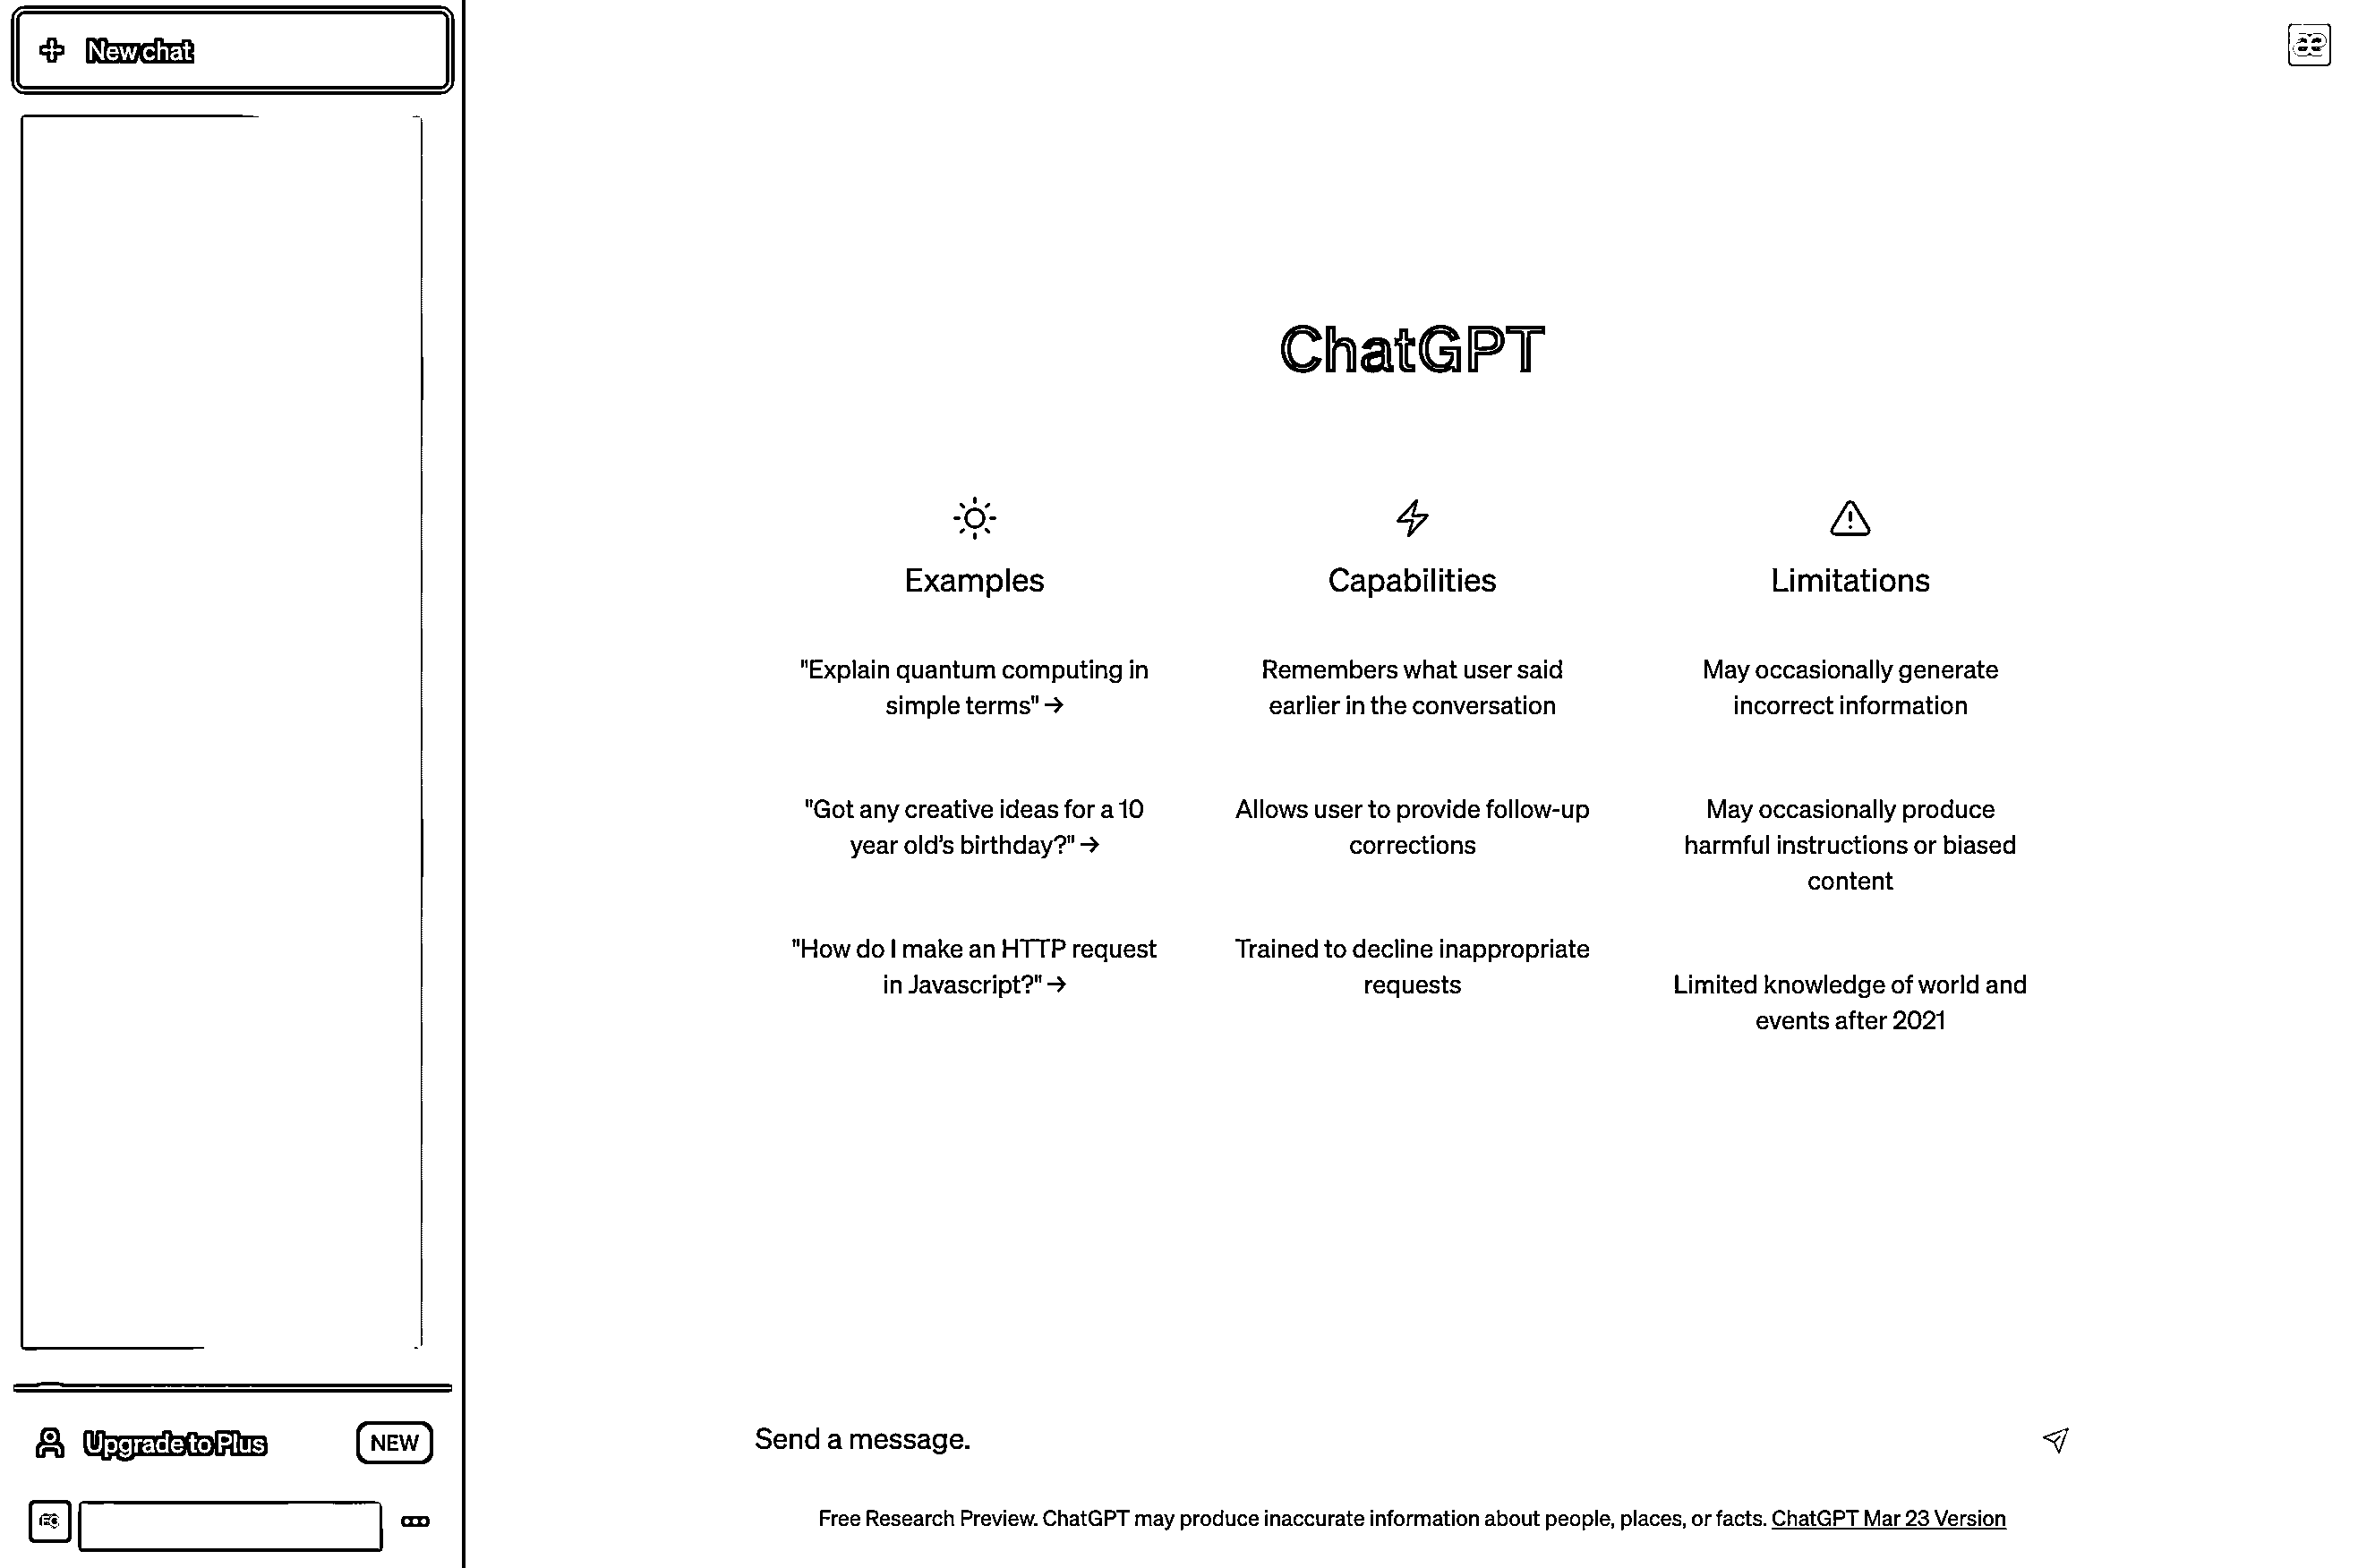 New chat
ChatGPT
Examples
"Explain quantum computing in
simple terms" →
"Got any creative ideas for a 10
year old's birthday?" →
"How do I make an HTTP request
in Javascript?" →
Capabilities
Remembers what user said
earlier in the conversation
Allows user to provide follow-up
corrections
Trained to decline inappropriate
requests
Limitations
May occasionally generate
incorrect information
May occasionally produce
harmful instructions or biased
content
Limited knowledge of world and
events after 2021
Upgrade to Plus NEW
Send a message.
Free Research Preview. ChatGPT may produce inaccurate information about people, places, or facts. ChatGPT Mar 23 Version